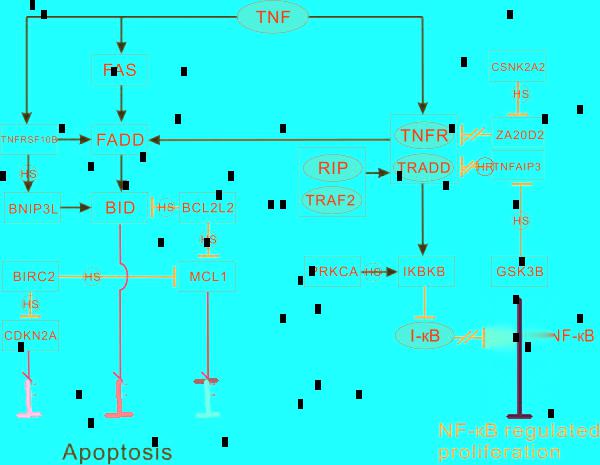 TNF
FAS
CSNK2A2
HS
TNFRSF10B
FADD
TNFR
ZA20D2
RIP
TRADD
HR
TNFAIP3
HS
TRAF2
BNIP3L
BID
HS
BCL2L2
HS
HS
BIRC2
HS
MCL1
PRKCA
HS
IKBKB
GSK3B
HS
CDKN2A
I-κB
NF-κB
Apoptosis
NF-κB regulated
proliferation